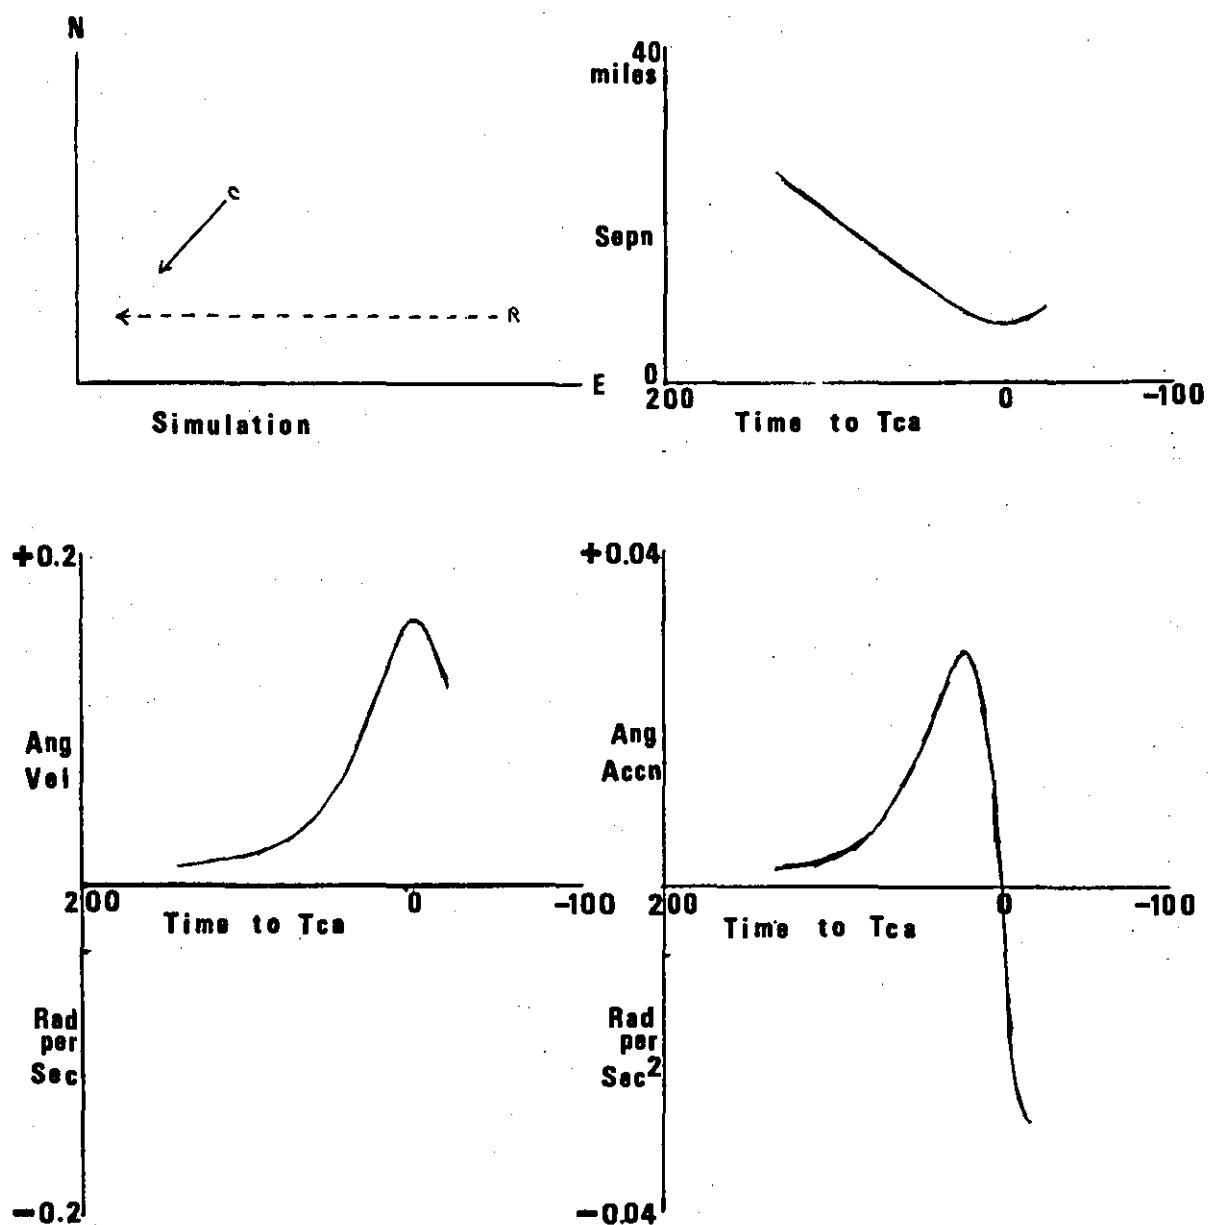 N
C
R
E
Simulation
40
miles
Sepn
0
200 0 -100
Time to Tca
+0.2
Ang
Vel
200 0 -100
Time to Tca
Rad
per
Sec
-0.2
+0.04
Ang
Accn
200 0 -100
Time to Tca
Rad
per
Sec²
-0.04